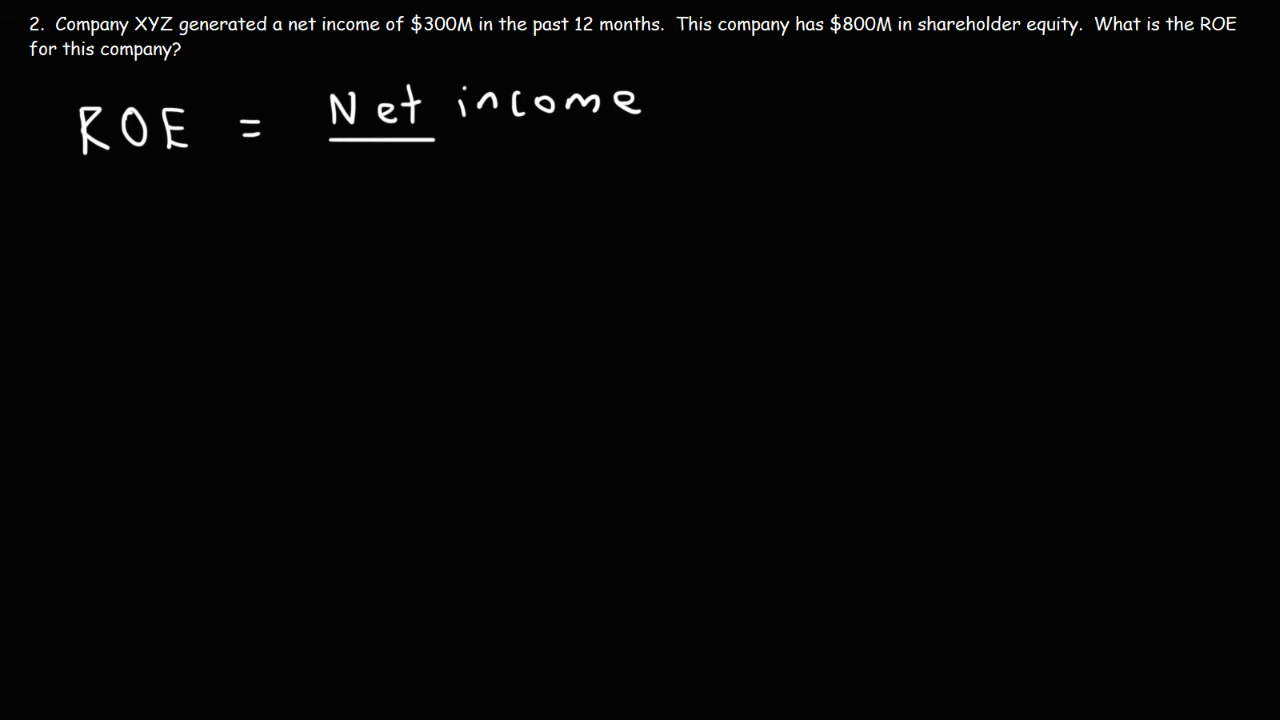 2.  Company XYZ generated a net income of $300M in the past 12 months.  This company has $800M in shareholder equity.  What is the ROE
for this company?
ROE = Net income